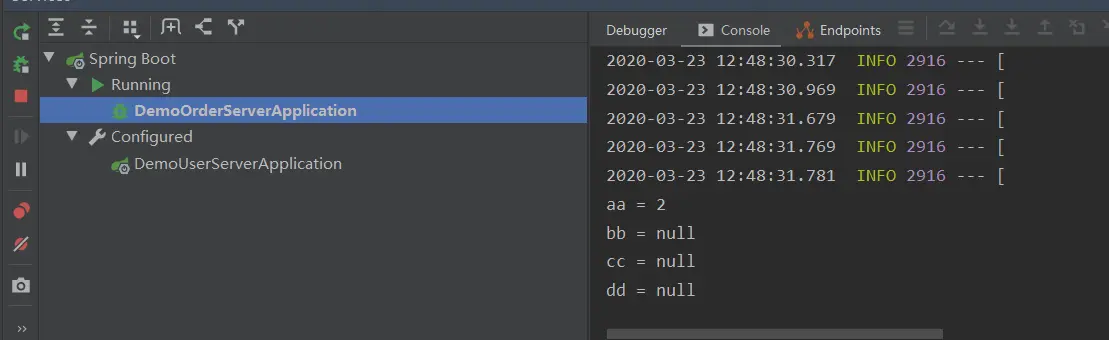 Spring Boot
Running
DemoOrderServerApplication
Configured
DemoUserServerApplication
Debugger Console Endpoints
2020-03-23 12:48:30.317 INFO 2916 --- [
2020-03-23 12:48:30.969 INFO 2916 --- [
2020-03-23 12:48:31.679 INFO 2916 --- [
2020-03-23 12:48:31.769 INFO 2916 --- [
2020-03-23 12:48:31.781 INFO 2916 --- [
aa = 2
bb = null
cc = null
dd = null